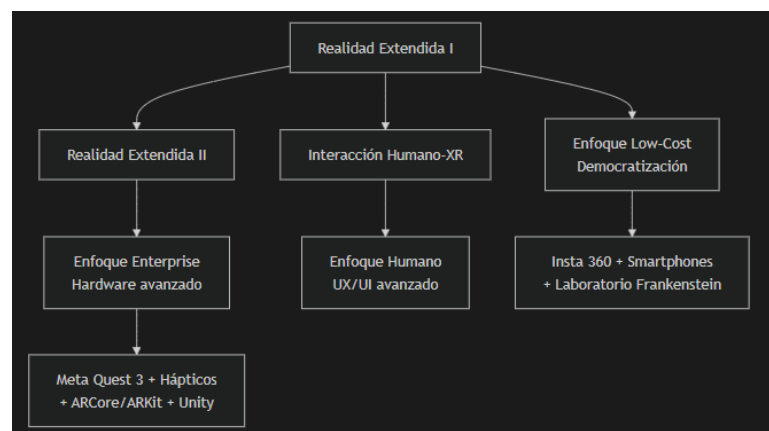 Realidad Extendida I
Realidad Extendida II
Interacción Humano-XR
Enfoque Low-Cost
Democratización
Enfoque Enterprise
Hardware avanzado
Enfoque Humano
UX/UI avanzado
Insta 360 + Smartphones
+ Laboratorio Frankenstein
Meta Quest 3 + Hápticos
+ ARCore/ARKit + Unity